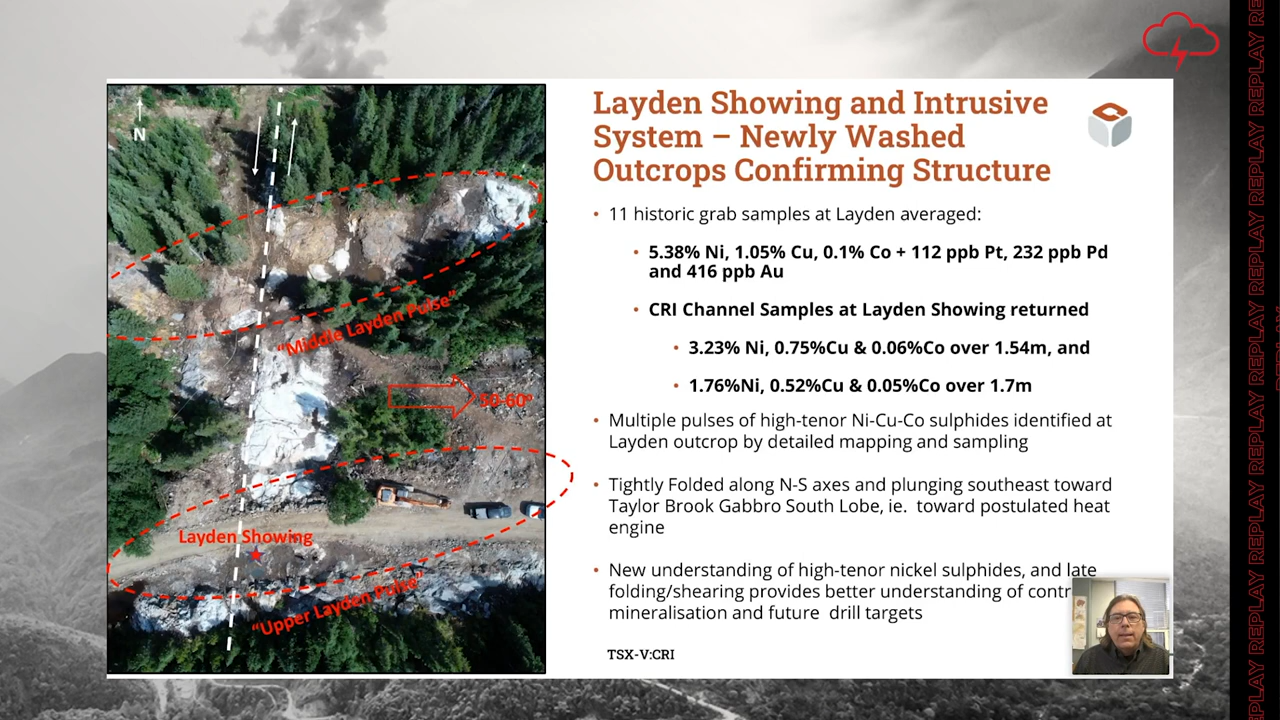 Layden Showing and Intrusive
System – Newly Washed
Outcrops Confirming Structure
• 11 historic grab samples at Layden averaged:
• 5.38% Ni, 1.05% Cu, 0.1% Co + 112 ppb Pt, 232 ppb Pd
and 416 ppb Au
• CRI Channel Samples at Layden Showing returned
• 3.23% Ni, 0.75%Cu & 0.06%Co over 1.54m, and
• 1.76%Ni, 0.52%Cu & 0.05%Co over 1.7m
• Multiple pulses of high-tenor Ni-Cu-Co sulphides identified at
Layden outcrop by detailed mapping and sampling
• Tightly Folded along N-S axes and plunging southeast toward
Taylor Brook Gabbro South Lobe, ie. toward postulated heat
engine
• New understanding of high-tenor nickel sulphides, and late
folding/shearing provides better understanding of contr
mineralisation and future drill targets
TSX-V:CRI
N
"Middle Layden Pulse"
50-60°
Layden Showing
"Upper Layden Pulse"
REPLAY REPLAY REPLAY REPLAY REPLAY REPLAY REPLAY REPLAY REPLAY